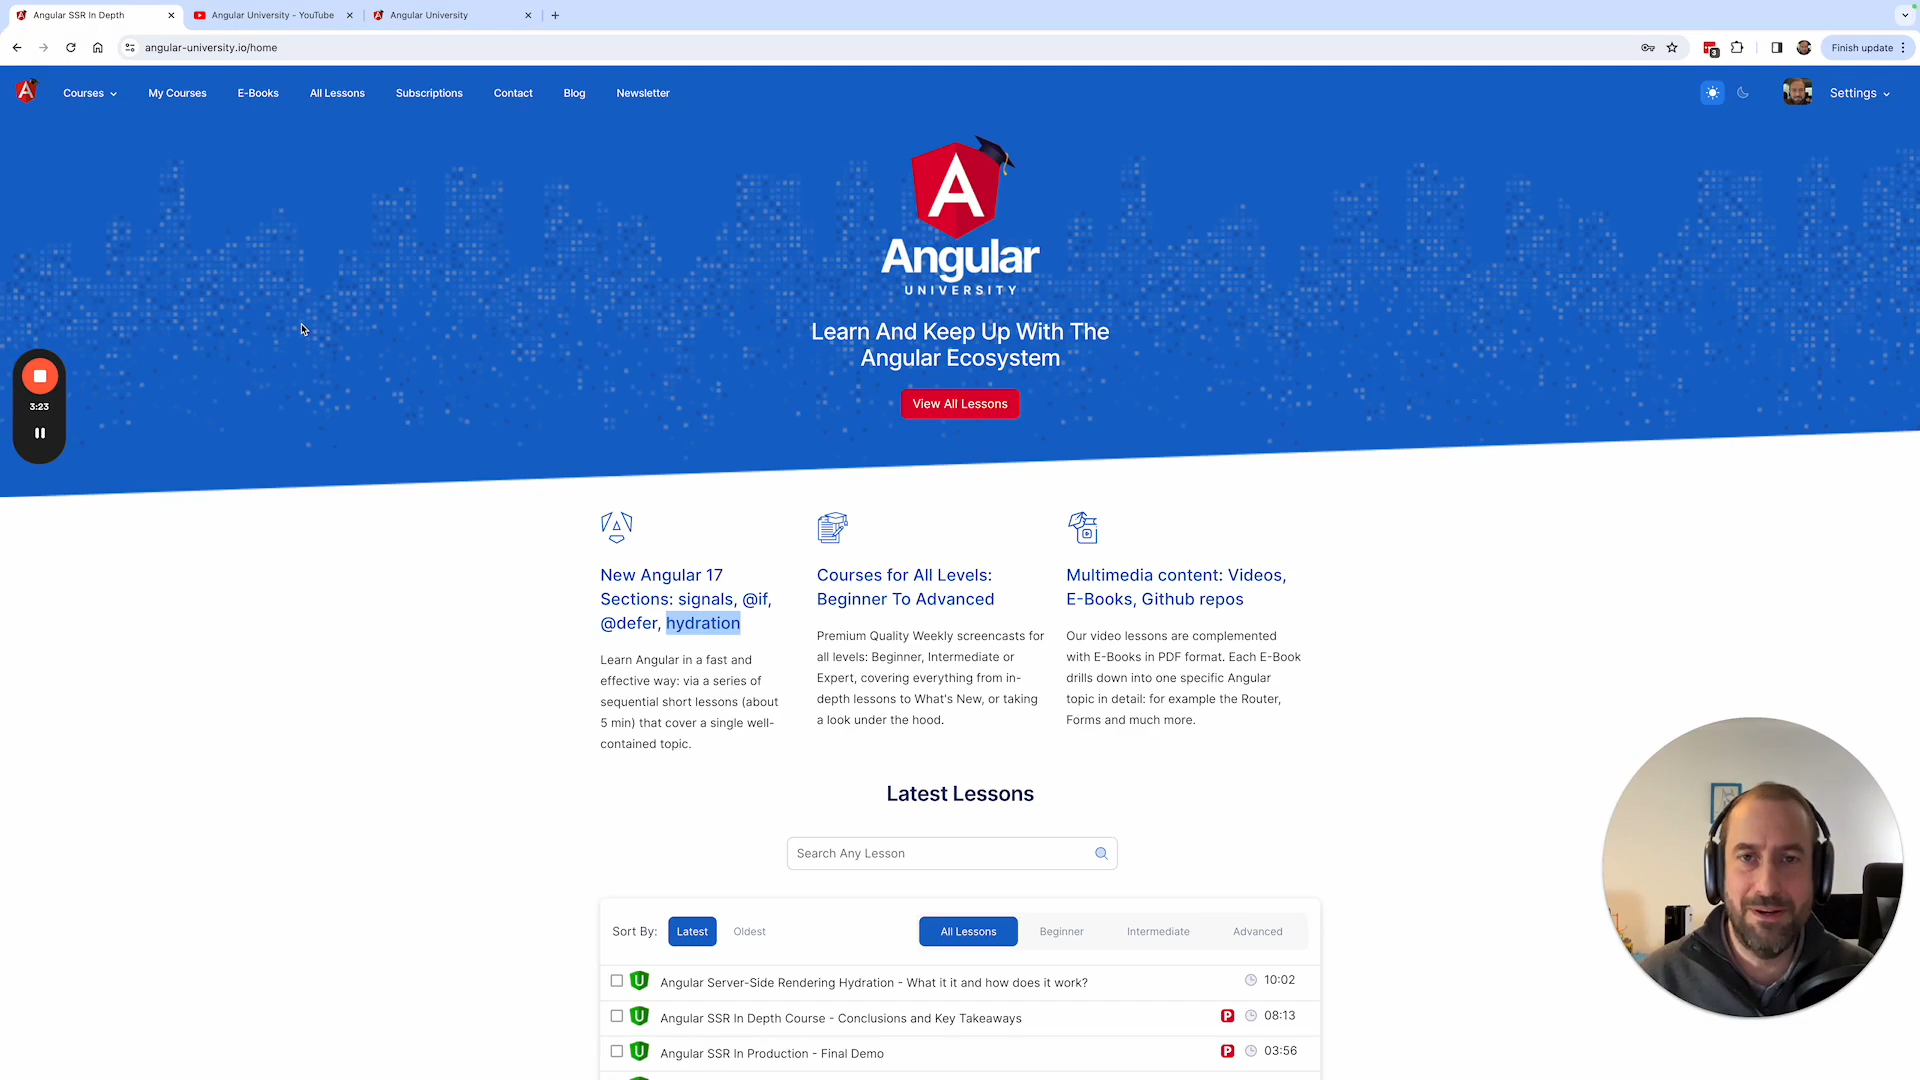 Angular SSR In Depth
Angular University - YouTube
Angular University
angular-university.io/home
3
Finish update
A
Courses
My Courses
E-Books
All Lessons
Subscriptions
Contact
Blog
Newsletter
Settings
A
Angular
UNIVERSITY
Learn And Keep Up With The
Angular Ecosystem
View All Lessons
3:23
New Angular 17
Sections: signals, @if,
@defer, hydration
Learn Angular in a fast and
effective way: via a series of
sequential short lessons (about
5 min) that cover a single well-
contained topic.
Courses for All Levels:
Beginner To Advanced
Premium Quality Weekly screencasts for
all levels: Beginner, Intermediate or
Expert, covering everything from in-
depth lessons to What's New, or taking
a look under the hood.
Multimedia content: Videos,
E-Books, Github repos
Our video lessons are complemented
with E-Books in PDF format. Each E-Book
drills down into one specific Angular
topic in detail: for example the Router,
Forms and much more.
Latest Lessons
Search Any Lesson
Sort By:
Latest
Oldest
All Lessons
Beginner
Intermediate
Advanced
U Angular Server-Side Rendering Hydration - What it it and how does it work? 10:02
U Angular SSR In Depth Course - Conclusions and Key Takeaways P 08:13
U Angular SSR In Production - Final Demo P 03:56